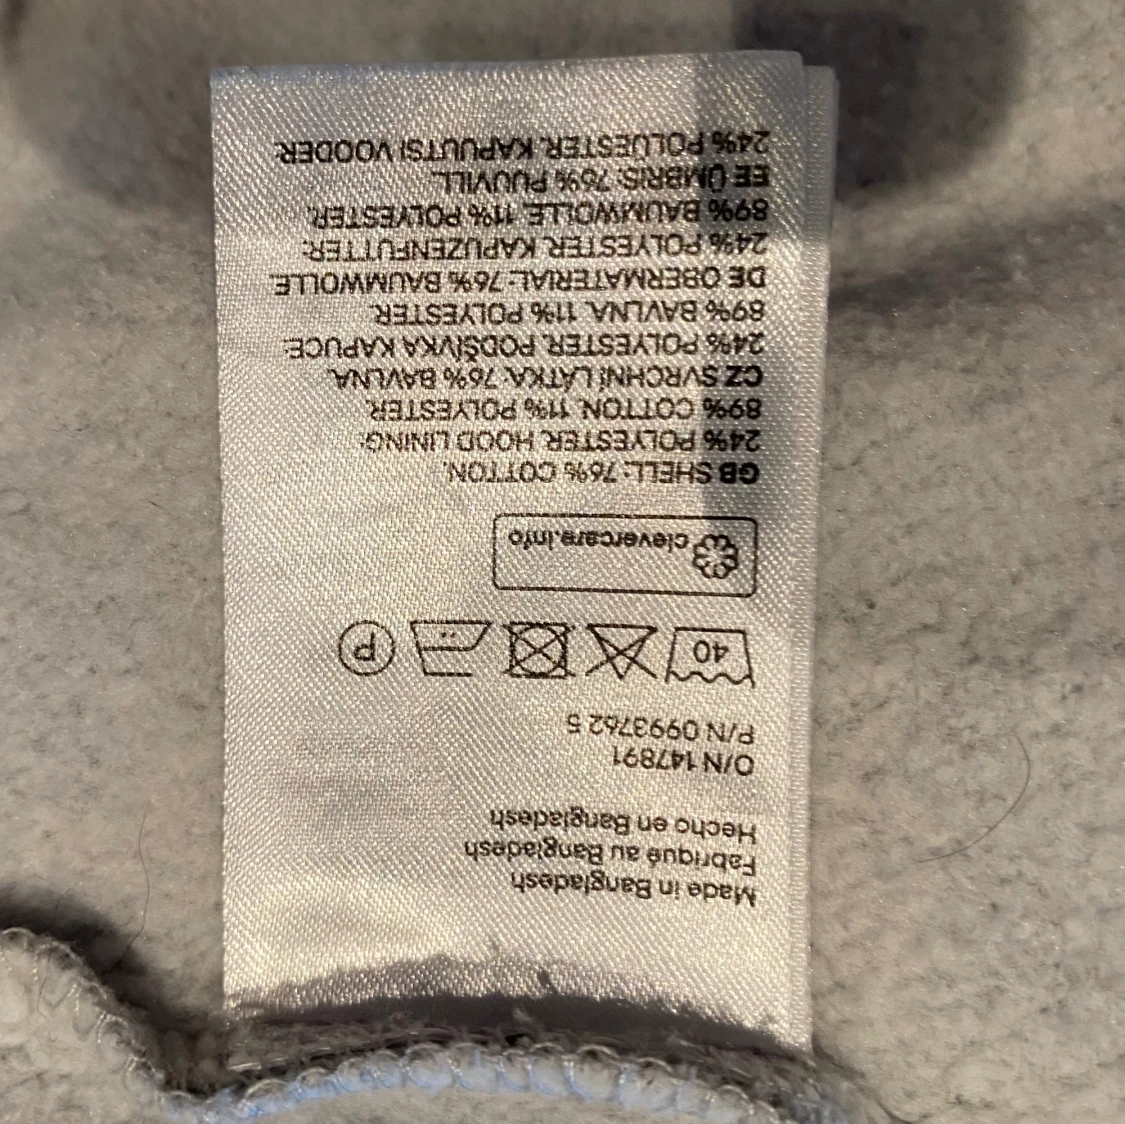 Made in Bangladesh
Fabriqué au Bangladesh
Hecho en Bangladesh
O/N 147891
P/N 0993762 5
40 P
clevercare.info
GB SHELL: 76% COTTON.
24% POLYESTER. HOOD LINING:
89% COTTON. 11% POLYESTER.
CZ SVRCHNÍ LÁTKA: 76% BAVLNA.
24% POLYESTER. PODŠÍVKA KAPUCE:
89% BAVLNA. 11% POLYESTER.
DE OBERMATERIAL: 76% BAUMWOLLE.
24% POLYESTER. KAPUZENFUTTER:
89% BAUMWOLLE. 11% POLYESTER.
EE ÜMBRIS: 76% PUUVILL.
24% POLÜESTER. KAPUUTSI VOODER: